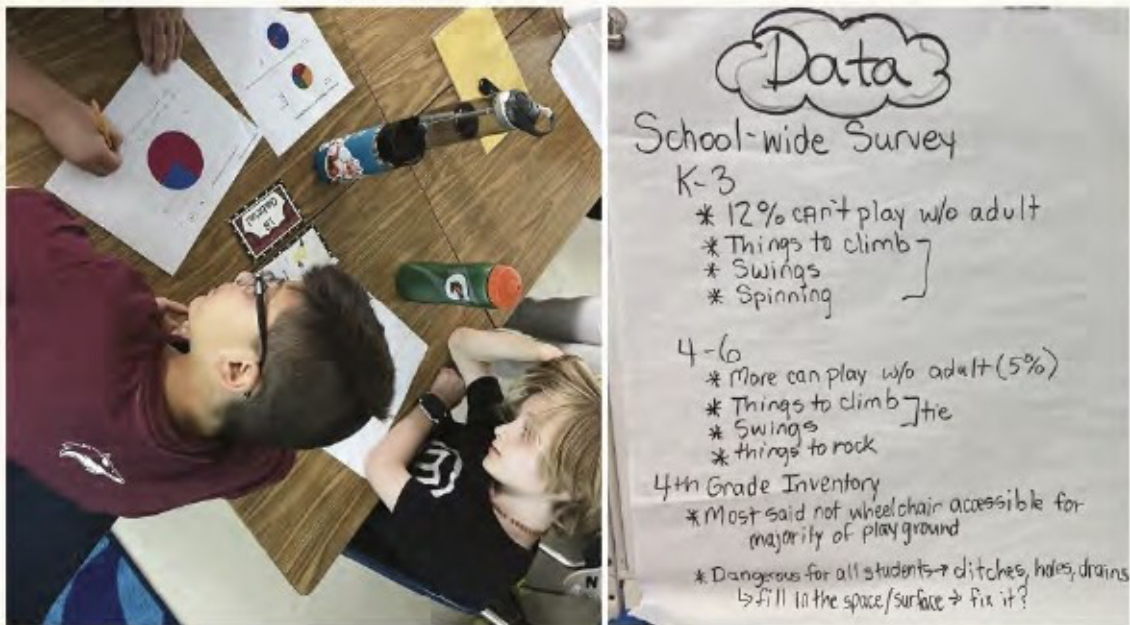 Data
School-wide Survey
K-3
* 12% can't play w/o adult
* Things to climb
* Swings
* Spinning
4-6
* More can play w/o adult (5%)
* Things to climb
tie
* Swings
* things to rock
4th Grade Inventory
* Most said not wheelchair accessible for
majority of playground
* Dangerous for all students → ditches, holes, drains
↳ fill in the space/surface → fix it?